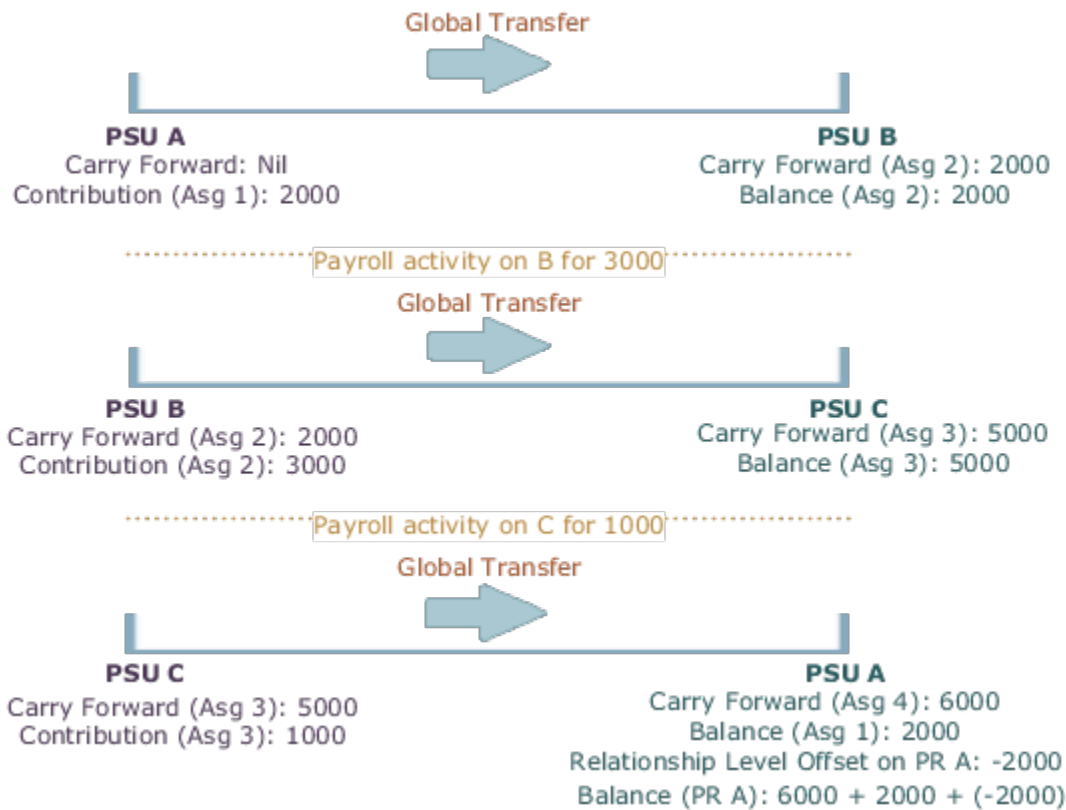 Global Transfer
PSU A
Carry Forward: Nil
Contribution (Asg 1): 2000
PSU B
Carry Forward (Asg 2): 2000
Balance (Asg 2): 2000
Payroll activity on B for 3000
Global Transfer
PSU B
Carry Forward (Asg 2): 2000
Contribution (Asg 2): 3000
PSU C
Carry Forward (Asg 3): 5000
Balance (Asg 3): 5000
Payroll activity on C for 1000
Global Transfer
PSU C
Carry Forward (Asg 3): 5000
Contribution (Asg 3): 1000
PSU A
Carry Forward (Asg 4): 6000
Balance (Asg 1): 2000
Relationship Level Offset on PR A: -2000
Balance (PR A): 6000 + 2000 + (-2000)